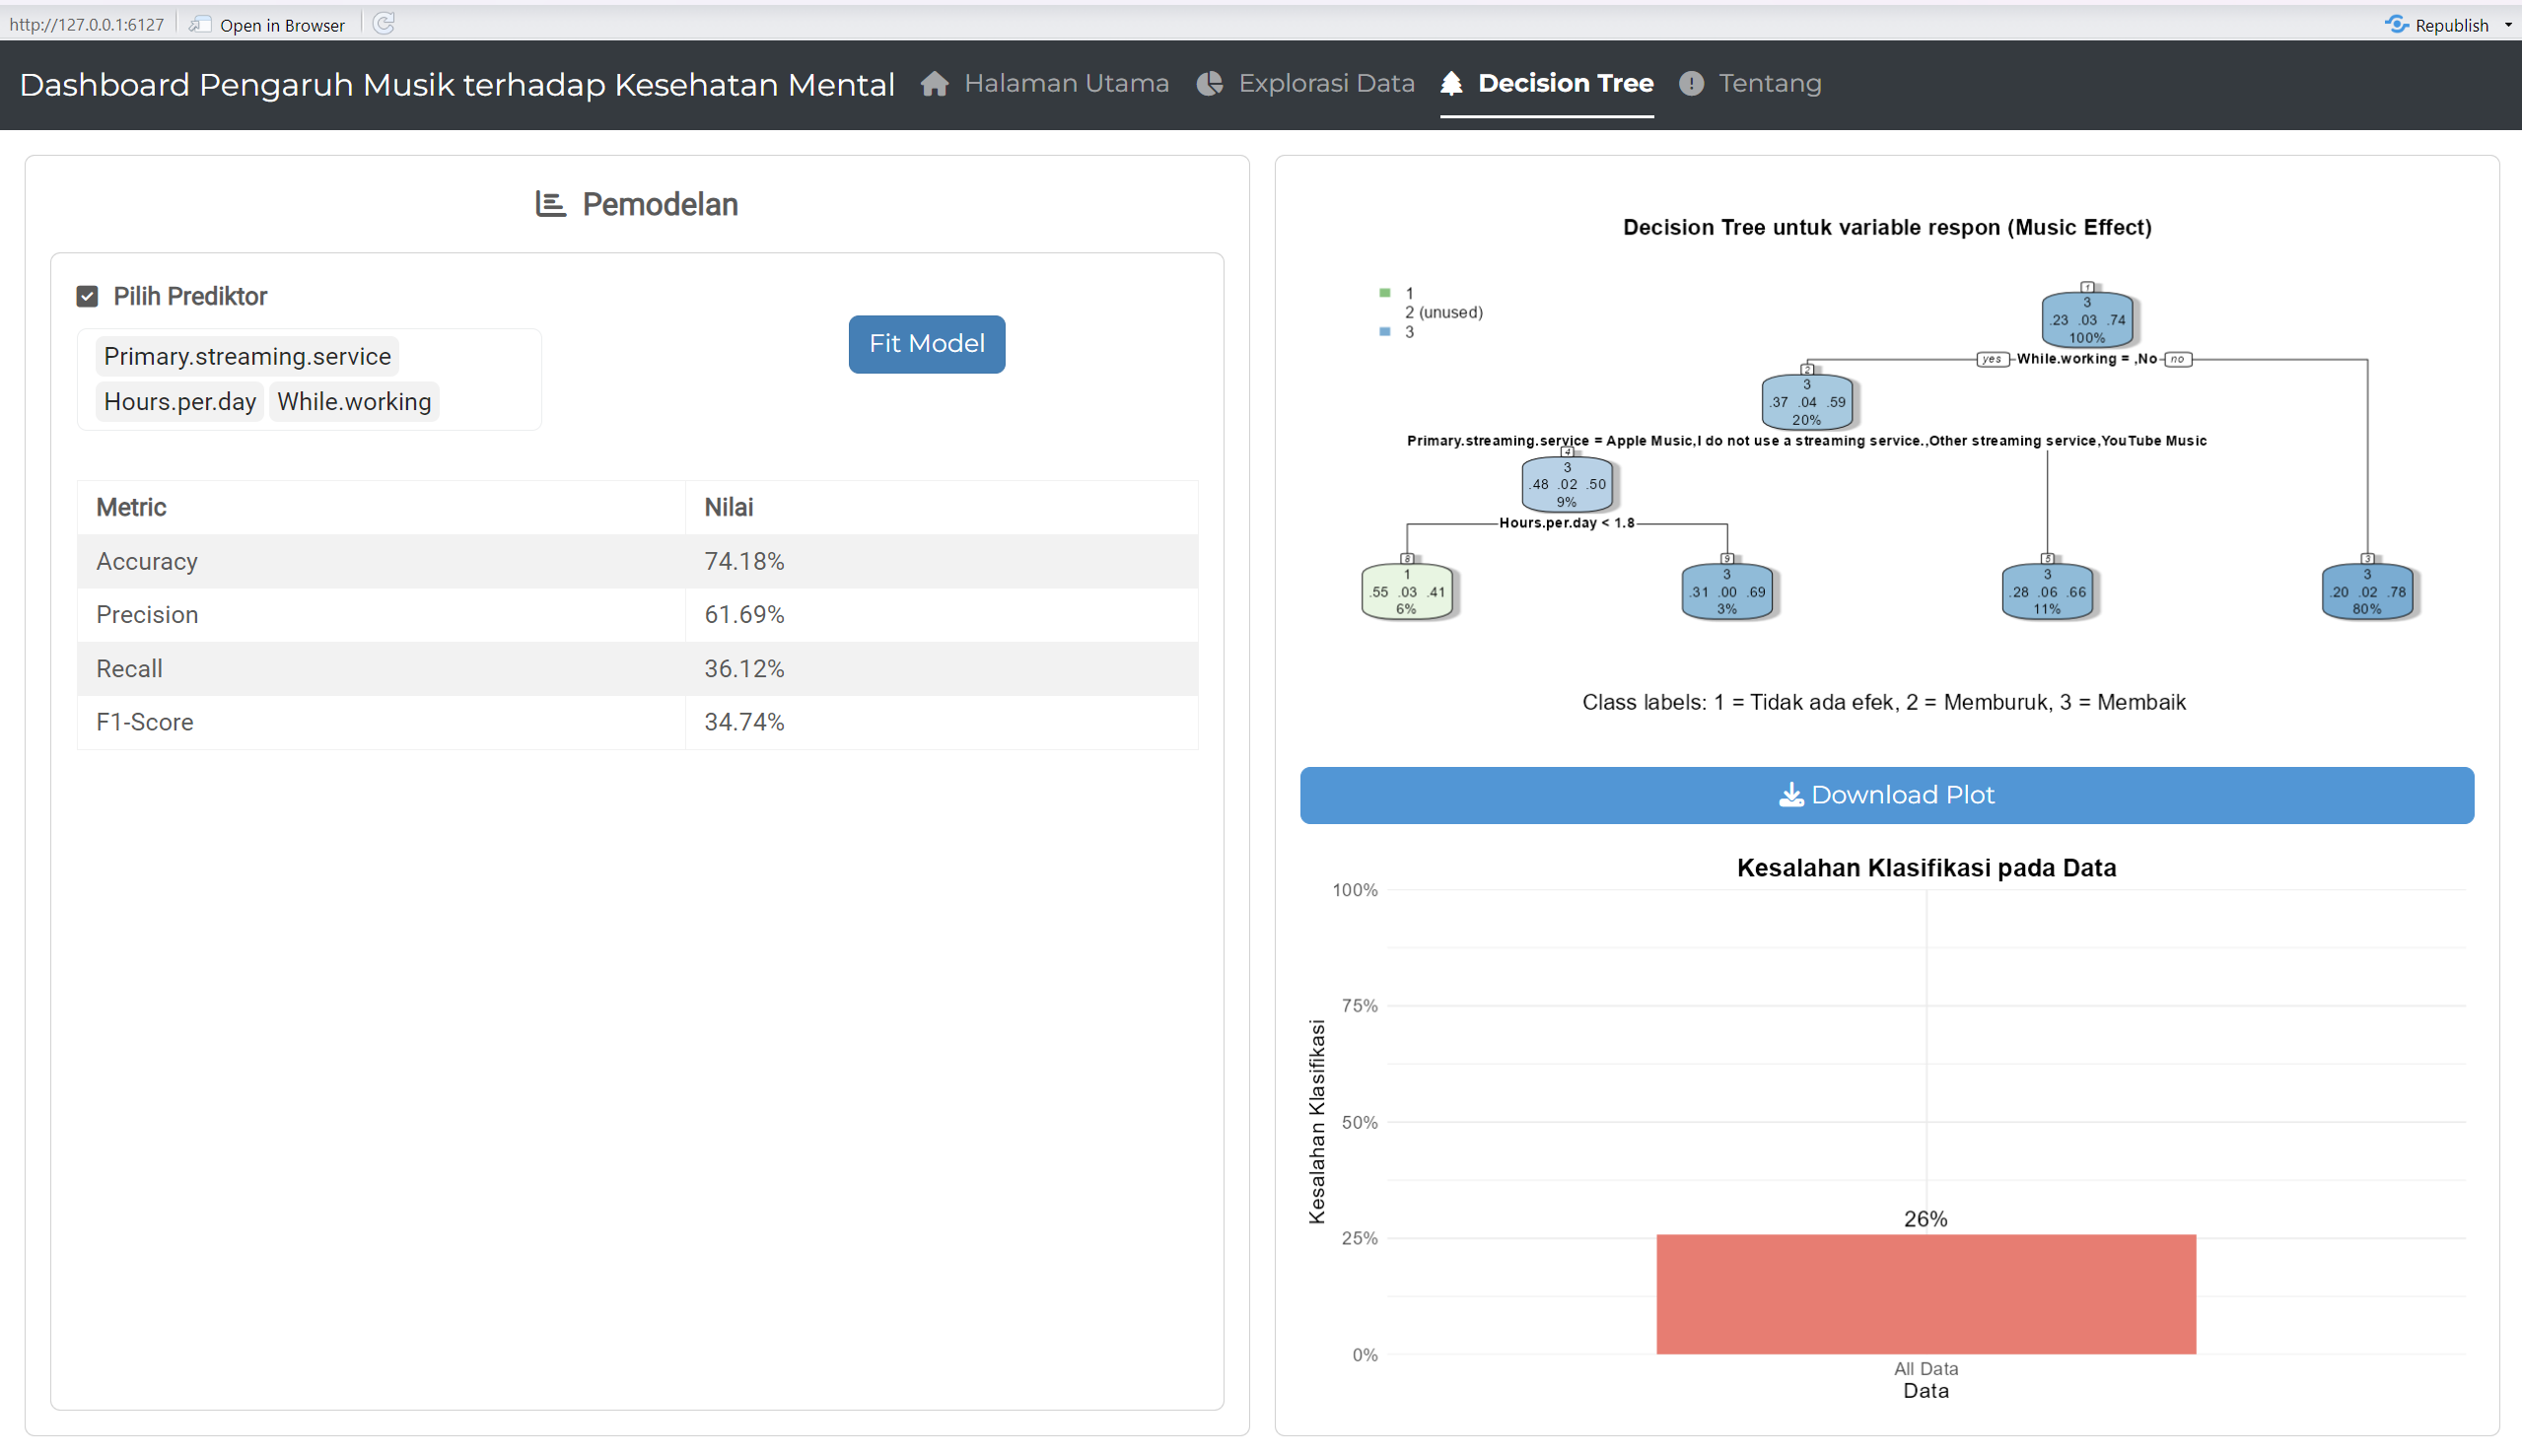 http://127.0.0.1:6127 Open in Browser Republish
Dashboard Pengaruh Musik terhadap Kesehatan Mental Halaman Utama Explorasi Data Decision Tree Tentang
Pemodelan
Pilih Prediktor
Primary.streaming.service
Hours.per.day While.working
Fit Model
Metric Nilai
Accuracy 74.18%
Precision 61.69%
Recall 36.12%
F1-Score 34.74%
Decision Tree untuk variable respon (Music Effect)
1
2 (unused)
3
1
3
.23 .03 .74
100%
yes While.working = ,No no
2
3
.37 .04 .59
20%
Primary.streaming.service = Apple Music,I do not use a streaming service.,Other streaming service,YouTube Music
4
3
.48 .02 .50
9%
Hours.per.day < 1.8
8 9 5 3
1 3 3 3
.55 .03 .41 .31 .00 .69 .28 .06 .66 .20 .02 .78
6% 3% 11% 80%
Class labels: 1 = Tidak ada efek, 2 = Memburuk, 3 = Membaik
Download Plot
Kesalahan Klasifikasi pada Data
Kesalahan Klasifikasi
100%
75%
50%
25%
0%
26%
All Data
Data